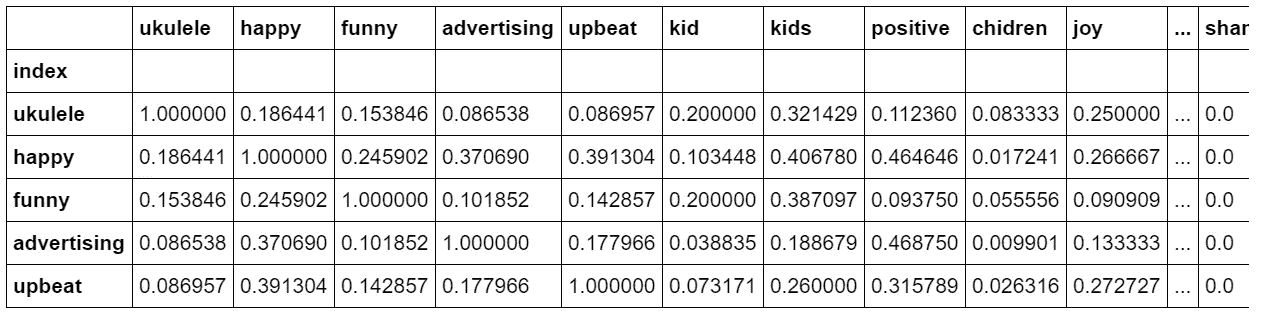 ukulele happy funny advertising upbeat kid kids positive chidren joy ... shar
index
ukulele 1.000000 0.186441 0.153846 0.086538 0.086957 0.200000 0.321429 0.112360 0.083333 0.250000 ... 0.0
happy 0.186441 1.000000 0.245902 0.370690 0.391304 0.103448 0.406780 0.464646 0.017241 0.266667 ... 0.0
funny 0.153846 0.245902 1.000000 0.101852 0.142857 0.200000 0.387097 0.093750 0.055556 0.090909 ... 0.0
advertising 0.086538 0.370690 0.101852 1.000000 0.177966 0.038835 0.188679 0.468750 0.009901 0.133333 ... 0.0
upbeat 0.086957 0.391304 0.142857 0.177966 1.000000 0.073171 0.260000 0.315789 0.026316 0.272727 ... 0.0